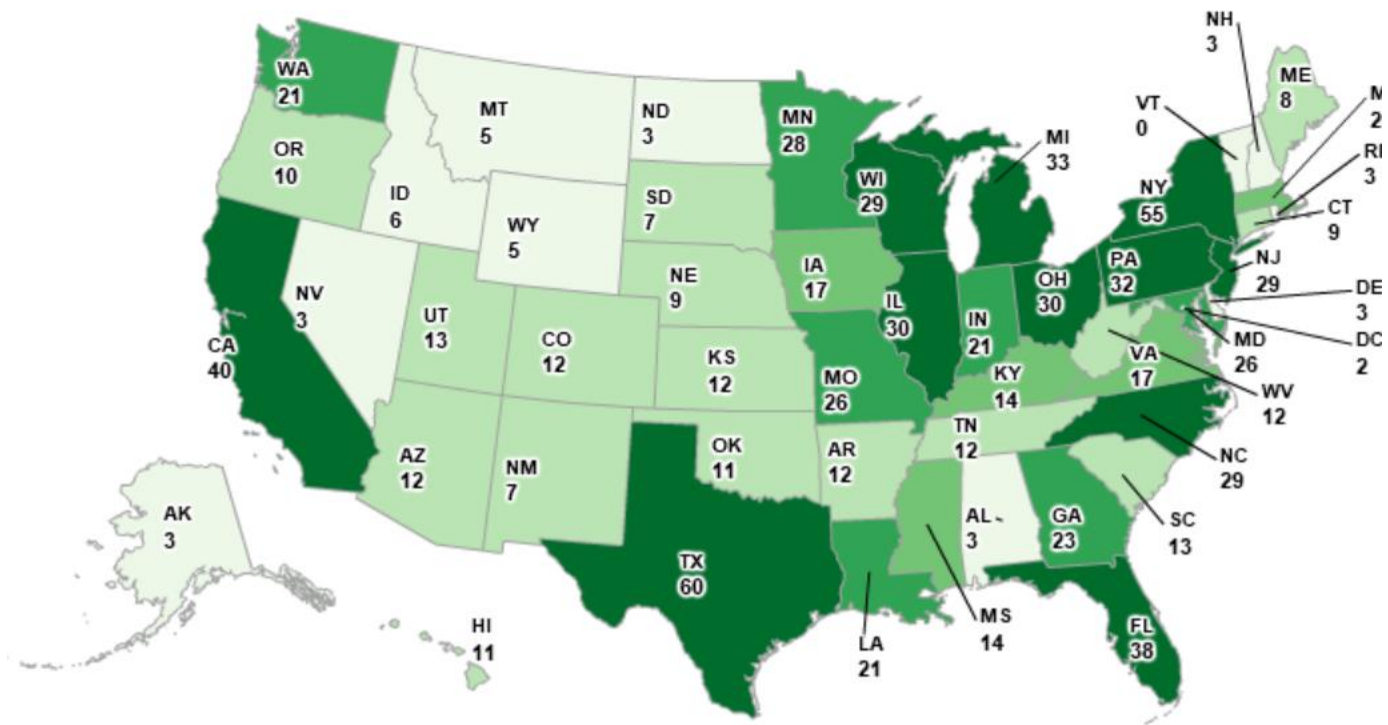 NH
3
ME
8
WA
21
MT
5
ND
3
MN
28
VT
0
M
2
MI
33
OR
10
RI
3
ID
6
SD
7
WI
29
NY
55
CT
9
WY
5
NJ
29
IA
17
PA
32
NE
9
OH
30
DE
3
NV
3
IL
30
UT
13
IN
21
MD
26
DC
2
CO
12
CA
40
KS
12
VA
17
MO
26
KY
14
WV
12
TN
12
AZ
12
NM
7
OK
11
AR
12
NC
29
AK
3
AL
3
GA
23
SC
13
TX
60
MS
14
HI
11
LA
21
FL
38